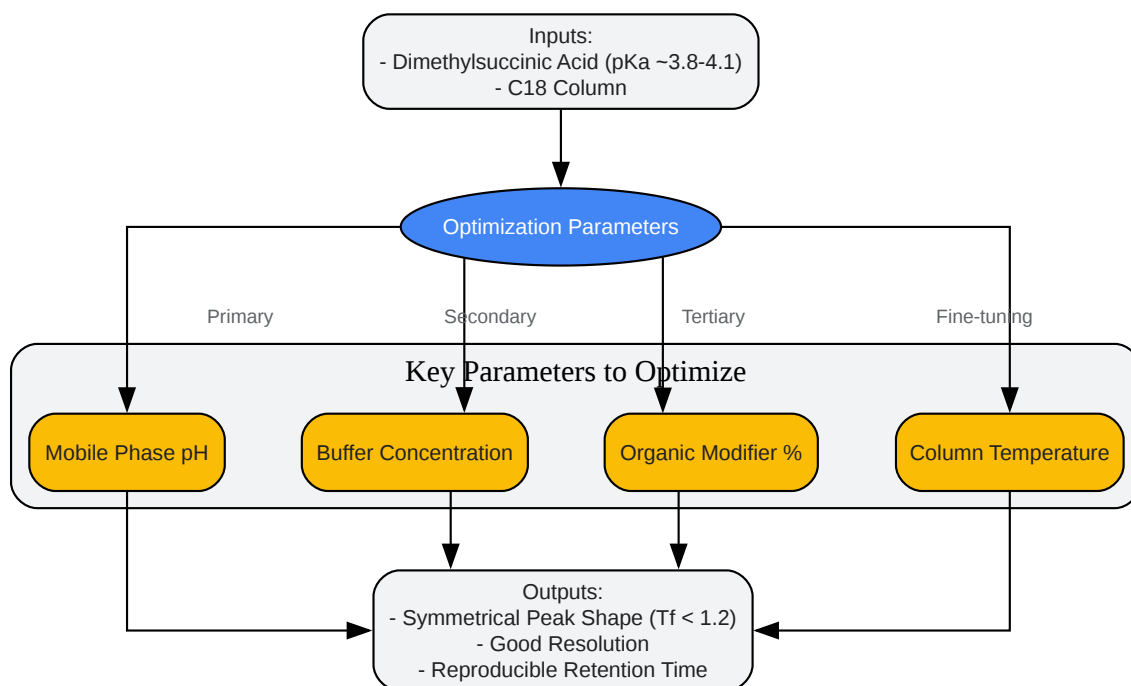 Inputs:
- Dimethylsuccinic Acid (pKa ~3.8-4.1)
- C18 Column
Optimization Parameters
Primary
Secondary
Tertiary
Fine-tuning
Key Parameters to Optimize
Mobile Phase pH
Buffer Concentration
Organic Modifier %
Column Temperature
Outputs:
- Symmetrical Peak Shape (Tf < 1.2)
- Good Resolution
- Reproducible Retention Time